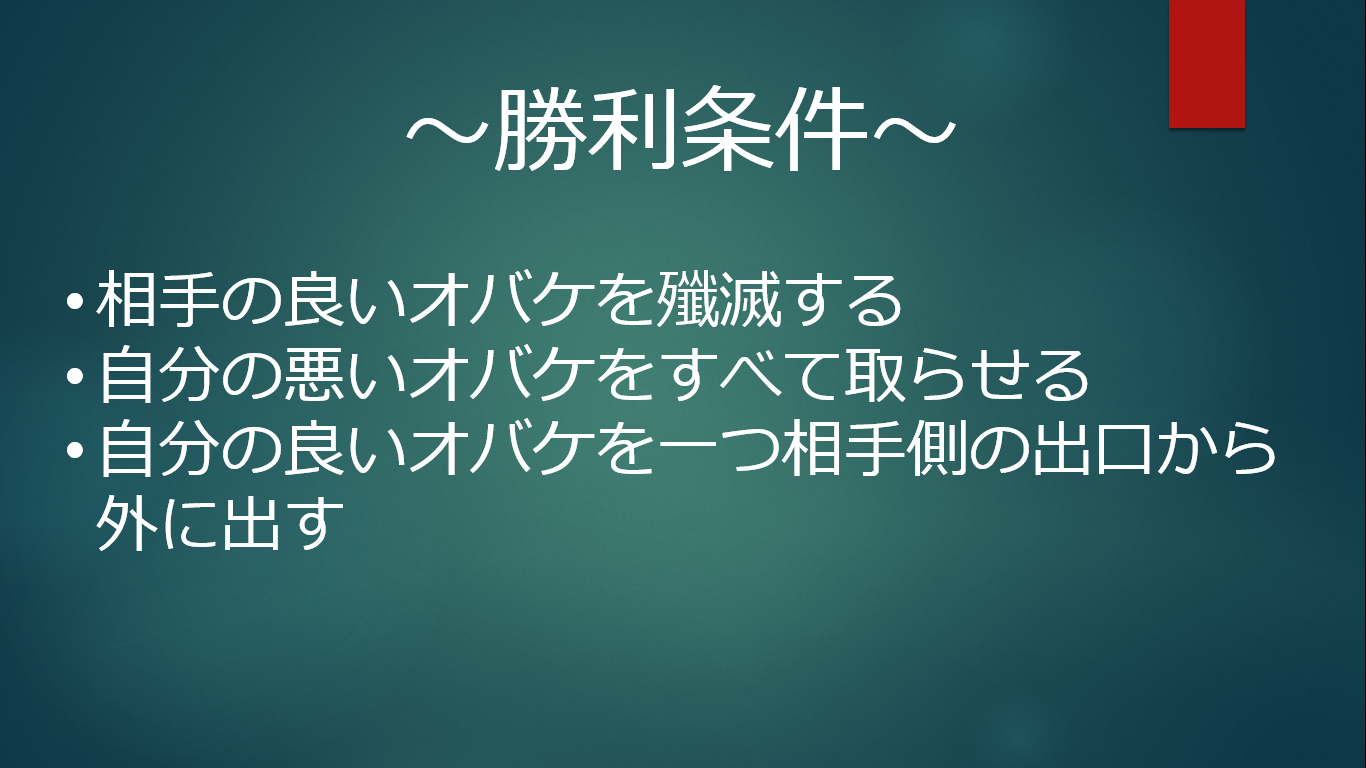 ～勝利条件～
•相手の良いオバケを殲滅する
•自分の悪いオバケをすべて取らせる
•自分の良いオバケを一つ相手側の出口から
外に出す